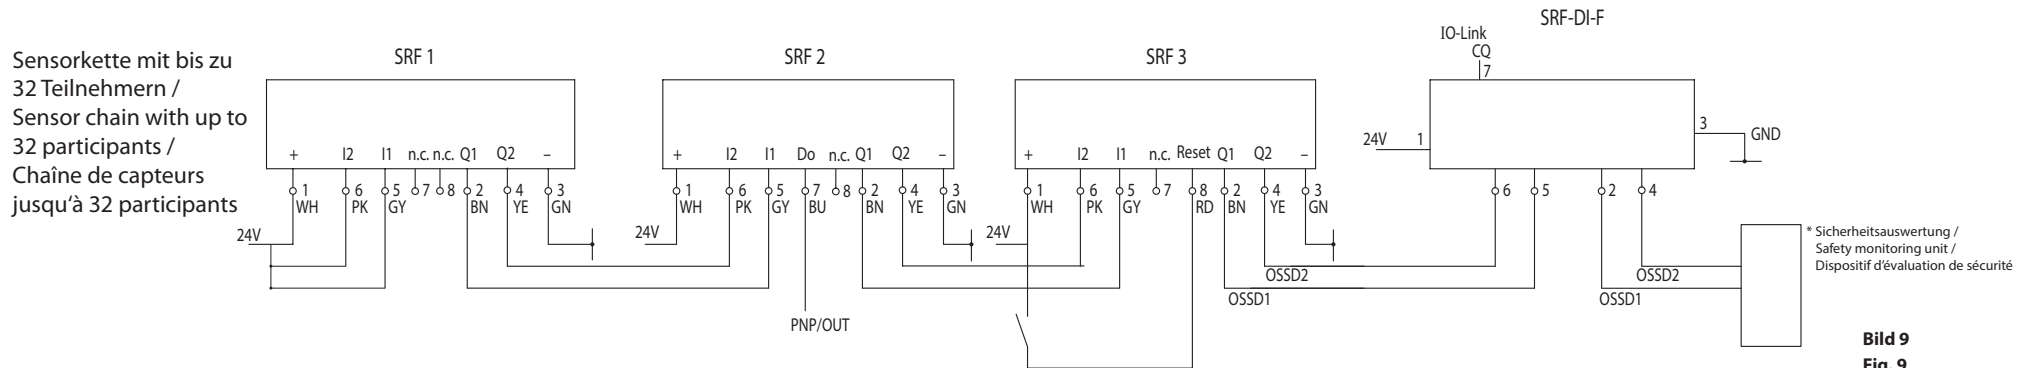 Sensorkette mit bis zu
32 Teilnehmern /
Sensor chain with up to
32 participants /
Chaîne de capteurs
jusqu‘à 32 participants
SRF 1
+ I2 I1 n.c. n.c. Q1 Q2 –
1 6 5 7 8 2 4 3
WH PK GY BN YE GN
24V
SRF 2
+ I2 I1 Do n.c. Q1 Q2 –
1 6 5 7 8 2 4 3
WH PK GY BU BN YE GN
24V
PNP/OUT
SRF 3
+ I2 I1 n.c. Reset Q1 Q2 –
1 6 5 7 8 2 4 3
WH PK GY RD BN YE GN
24V
OSSD2
OSSD1
SRF-DI-F
IO-Link
CQ
7
24V 1
3 GND
6 5 2 4
OSSD2
OSSD1
* Sicherheitsauswertung /
Safety monitoring unit /
Dispositif d’évaluation de sécurité
Bild 9
Fig. 9